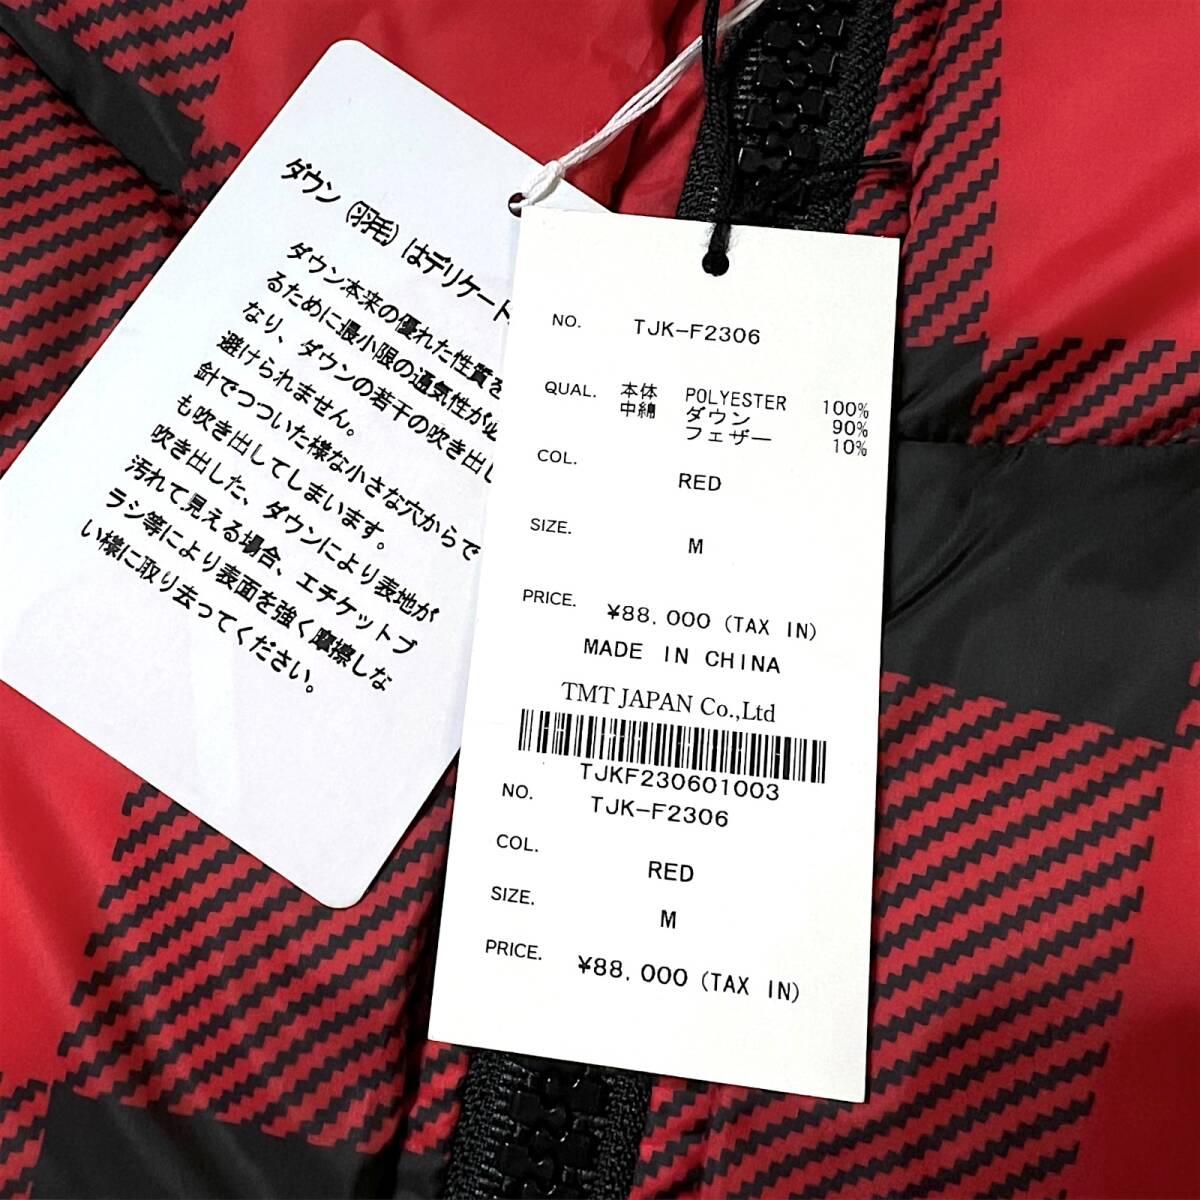 ダウン（羽毛）はデリケート
ダウン本来の優れた性質を
るために最小限の通気性が必
なり、ダウンの若干の吹き出し
避けられません。
針でつついた様な小さな穴からで
も吹き出してしまいます。
吹き出した、ダウンにより表地が
汚れて見える場合、エチケットブ
ラシ等により表面を強く摩擦しな
い様に取り去ってください。
NO. TJK-F2306
QUAL. 本体 POLYESTER 100%
中綿 ダウン 90%
フェザー 10%
COL. RED
SIZE. M
PRICE. ¥88.000 (TAX IN)
MADE IN CHINA
TMT JAPAN Co.,Ltd
TJKF230601003
NO. TJK-F2306
COL. RED
SIZE. M
PRICE. ¥88.000 (TAX IN)